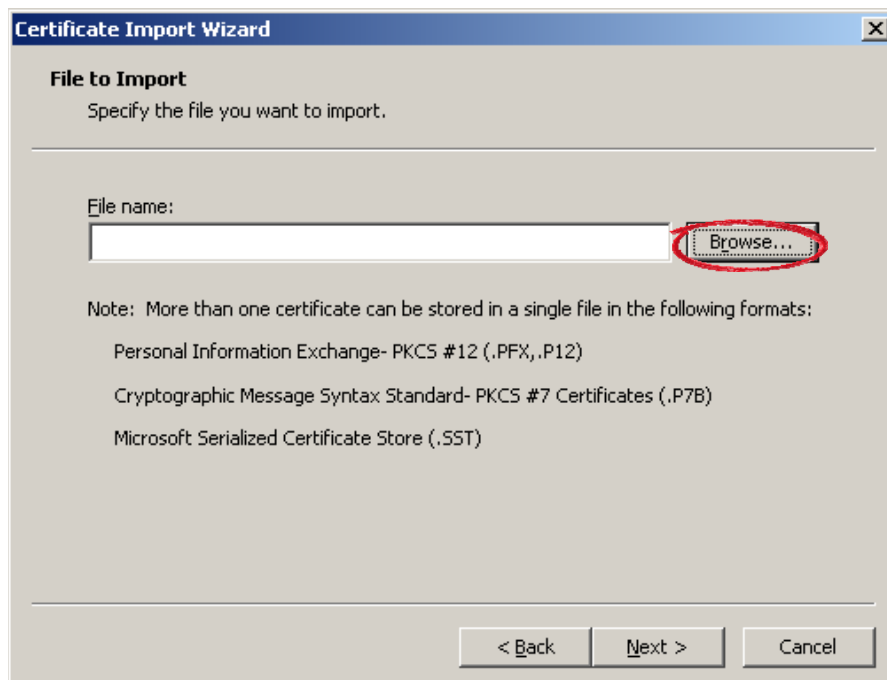 Certificate Import Wizard
File to Import
Specify the file you want to import.
File name:
Browse...
Note:  More than one certificate can be stored in a single file in the following formats:
Personal Information Exchange- PKCS #12 (.PFX,.P12)
Cryptographic Message Syntax Standard- PKCS #7 Certificates (.P7B)
Microsoft Serialized Certificate Store (.SST)
< Back Next > Cancel